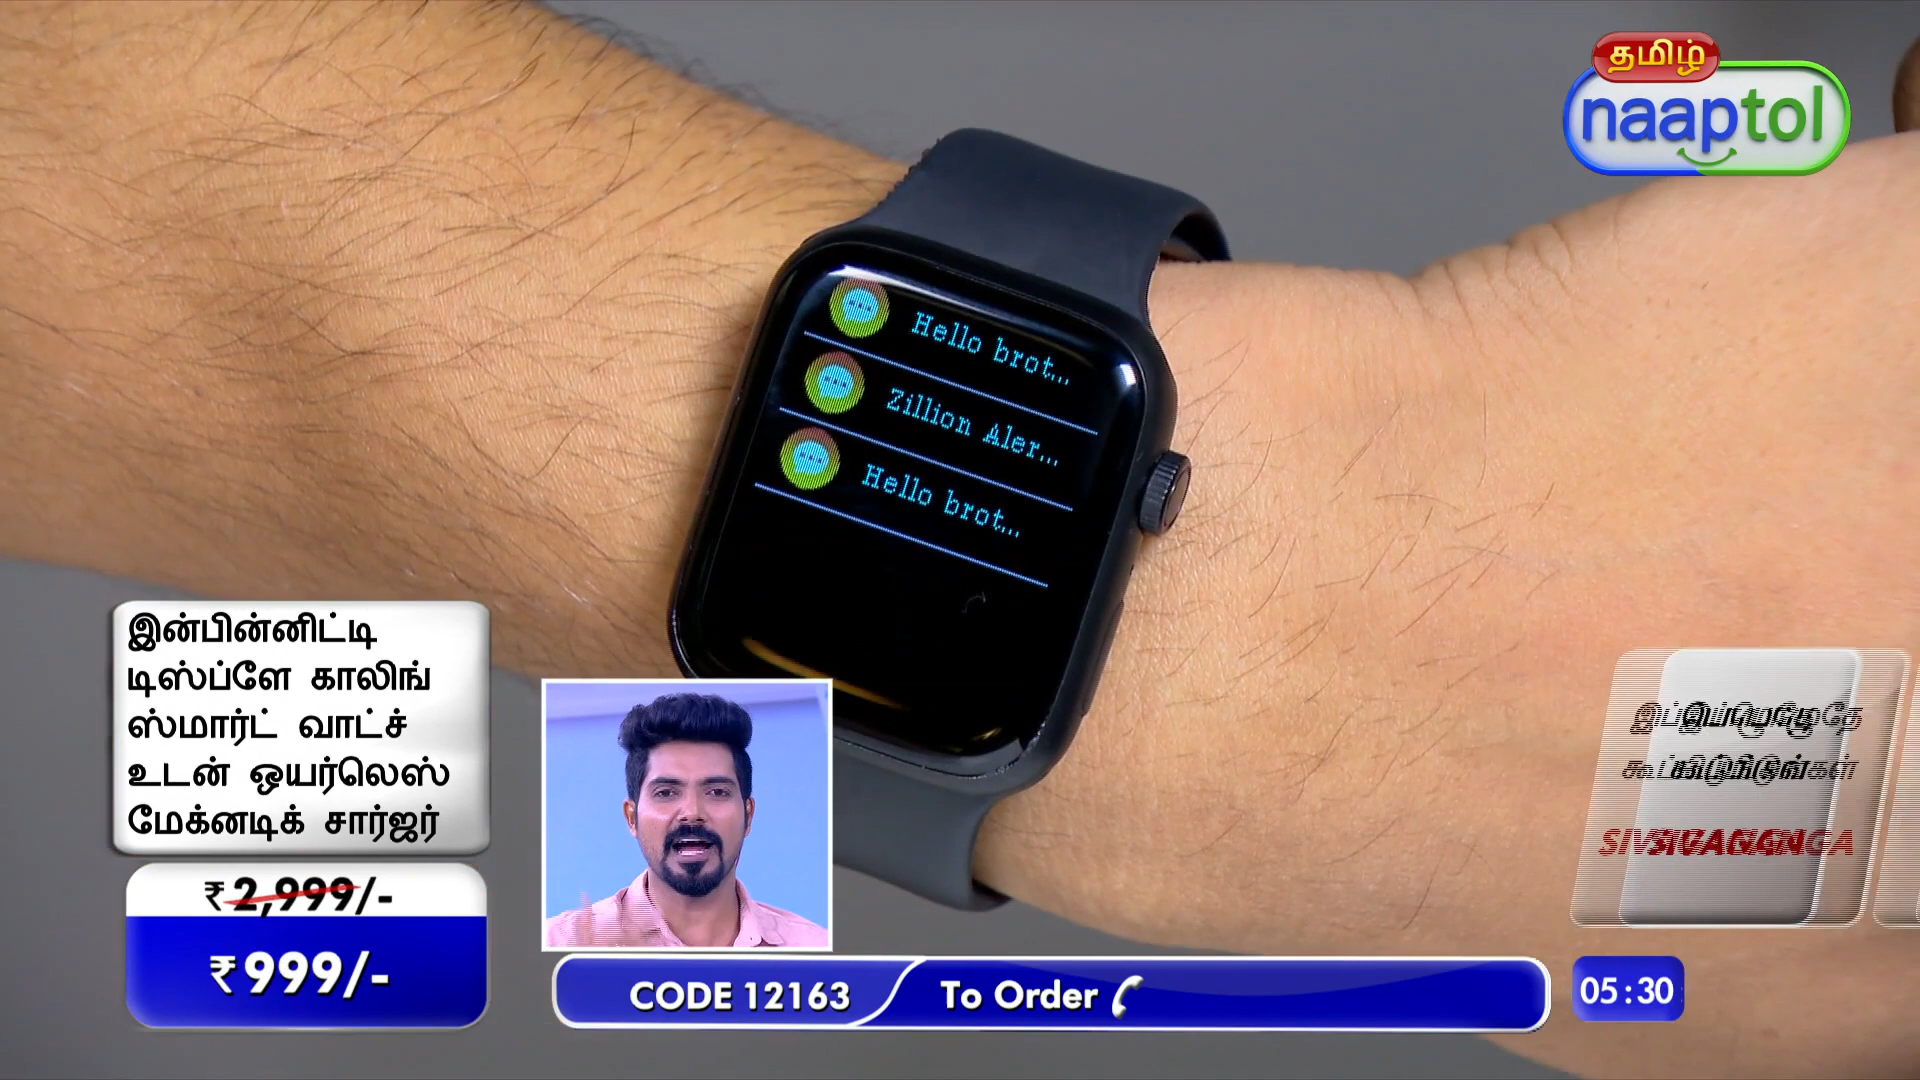 தமிழ்
naaptol
Hello brot...
Zillion Aler...
Hello brot...
இன்பின்னிட்டி
டிஸ்ப்ளே காலிங்
ஸ்மார்ட் வாட்ச்
உடன் ஒயர்லெஸ்
மேக்னடிக் சார்ஜர்
₹2,999/-
₹999/-
CODE 12163
To Order
05:30